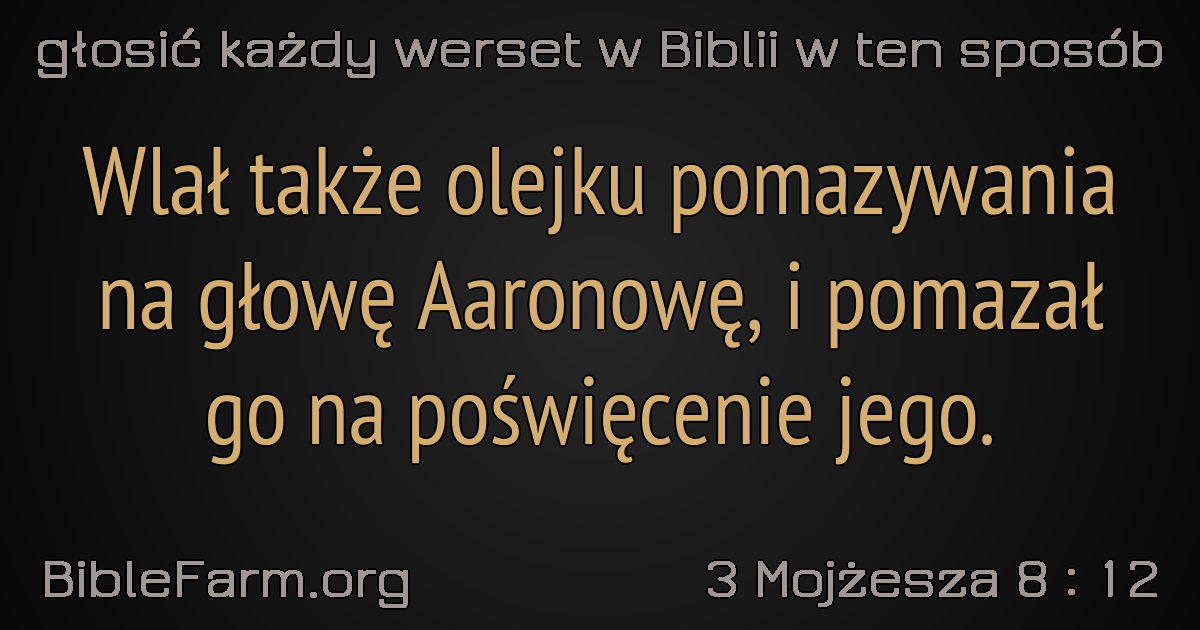 głosić każdy werset w Biblii w ten sposób
Wlał także olejku pomazywania
na głowę Aaronowę, i pomazał
go na poświęcenie jego.
BibleFarm.org
3 Mojżesza 8 : 12